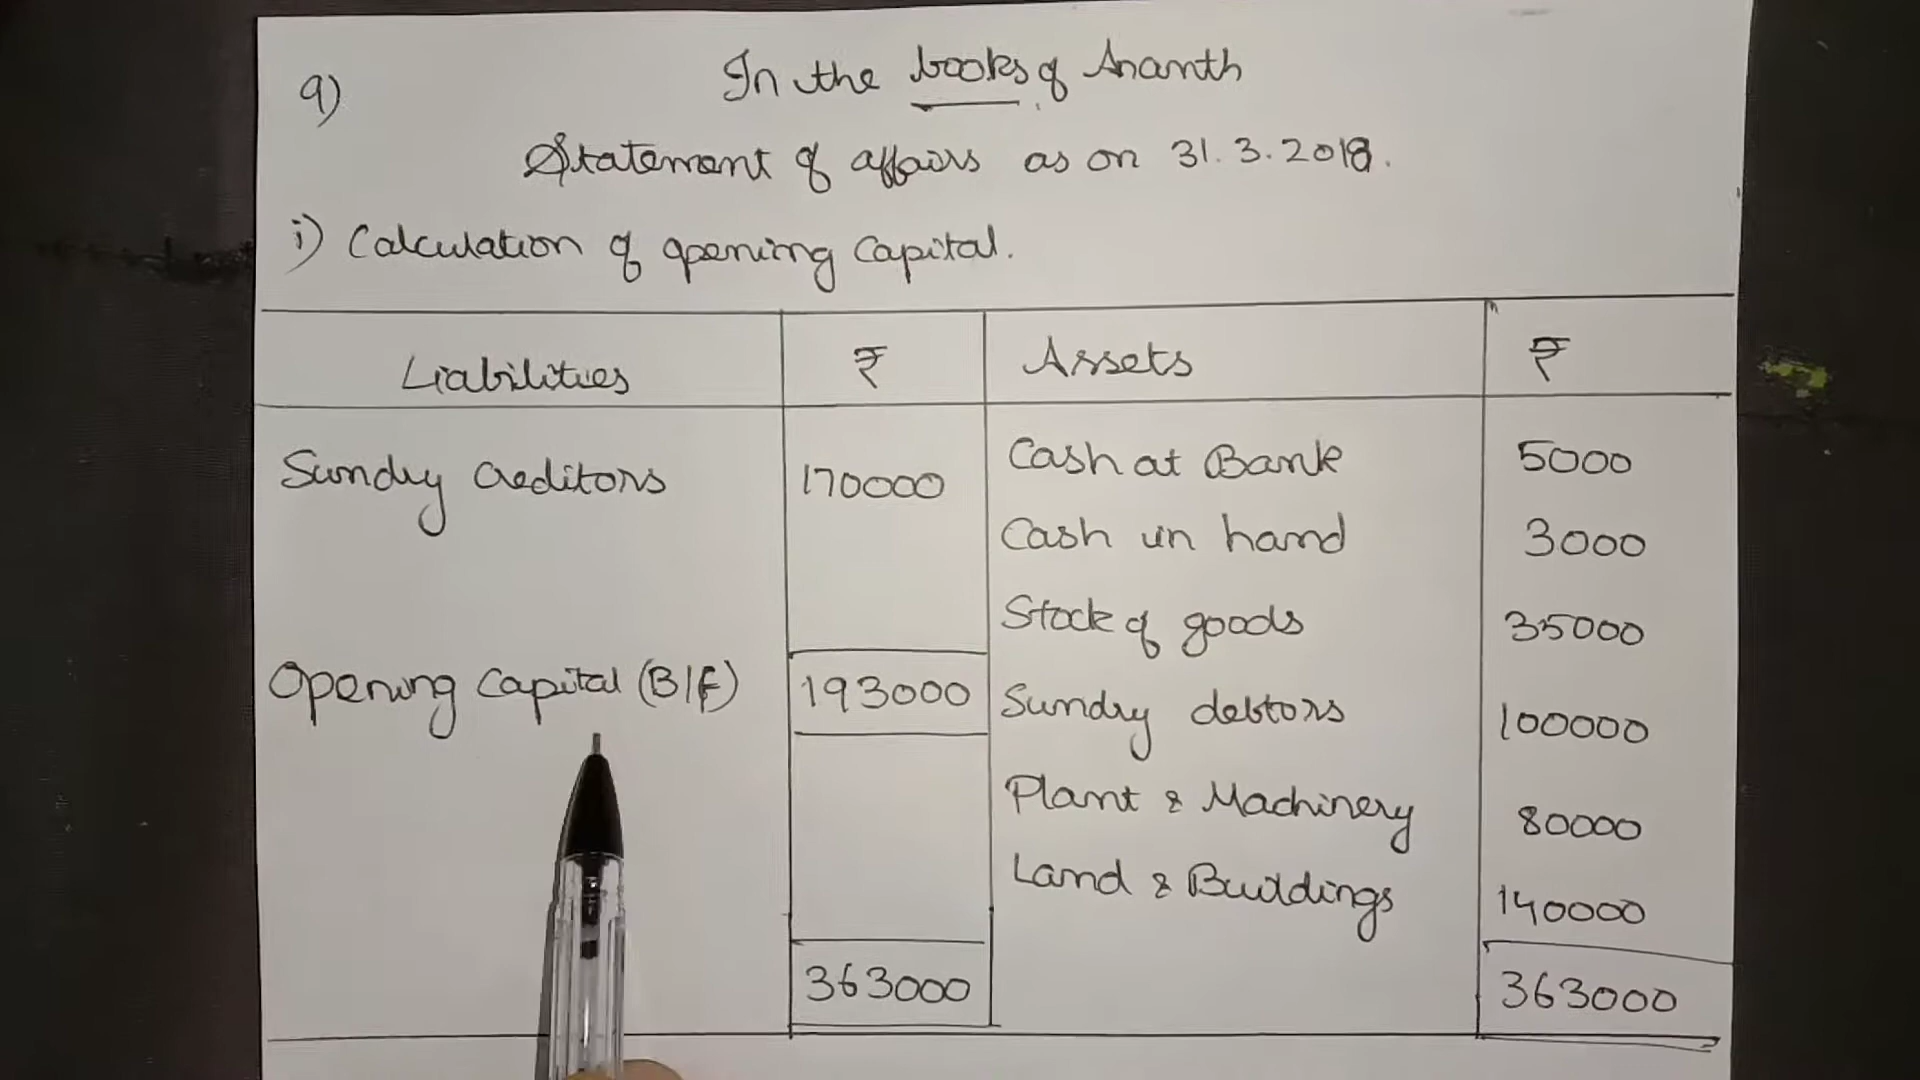 9)
In the books of Ananth
Statement of affairs as on 31.3.2018.
i) Calculation of opening capital.
Liabilities ₹ Assets ₹
Sundry creditors 170000 Cash at Bank 5000
Cash in hand 3000
Stock of goods 35000
Opening capital (B/F) 193000 Sundry debtors 100000
Plant & Machinery 80000
Land & Buildings 140000
363000 363000